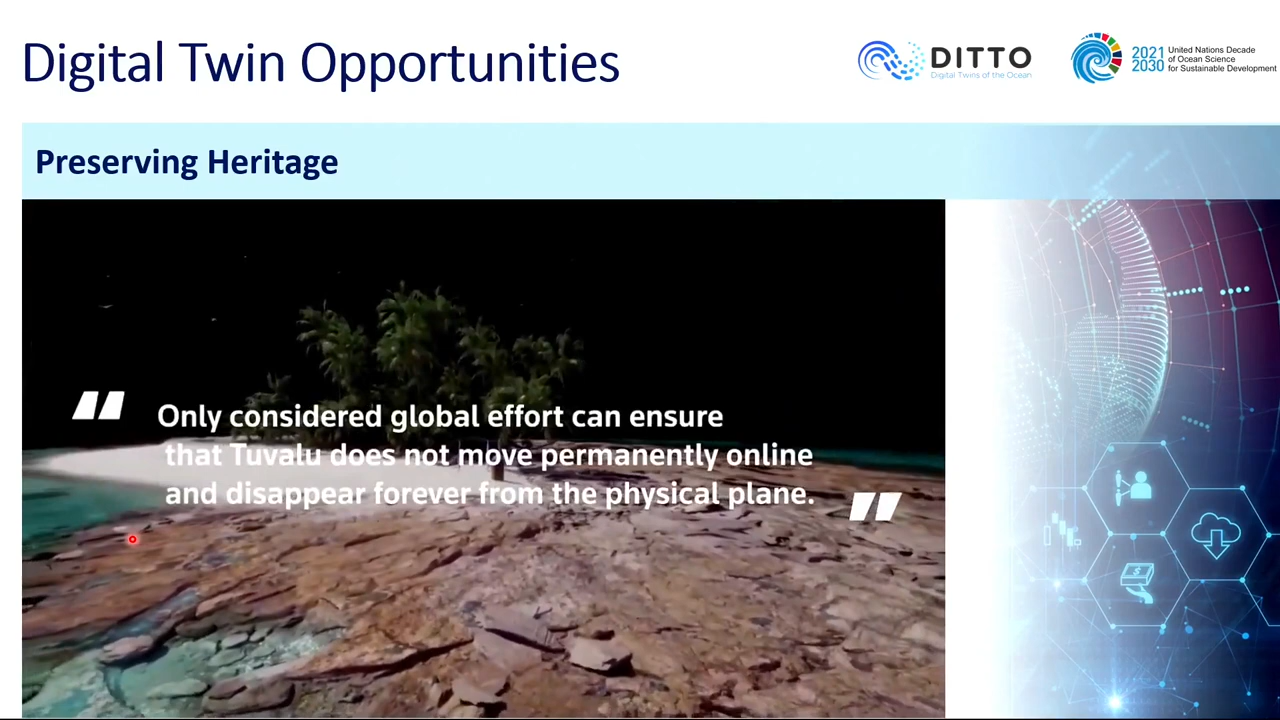 Digital Twin Opportunities
DITTO
Digital Twins of the Ocean
2021
2030
United Nations Decade
of Ocean Science
for Sustainable Development
Preserving Heritage
“ Only considered global effort can ensure
that Tuvalu does not move permanently online
and disappear forever from the physical plane. ”
$